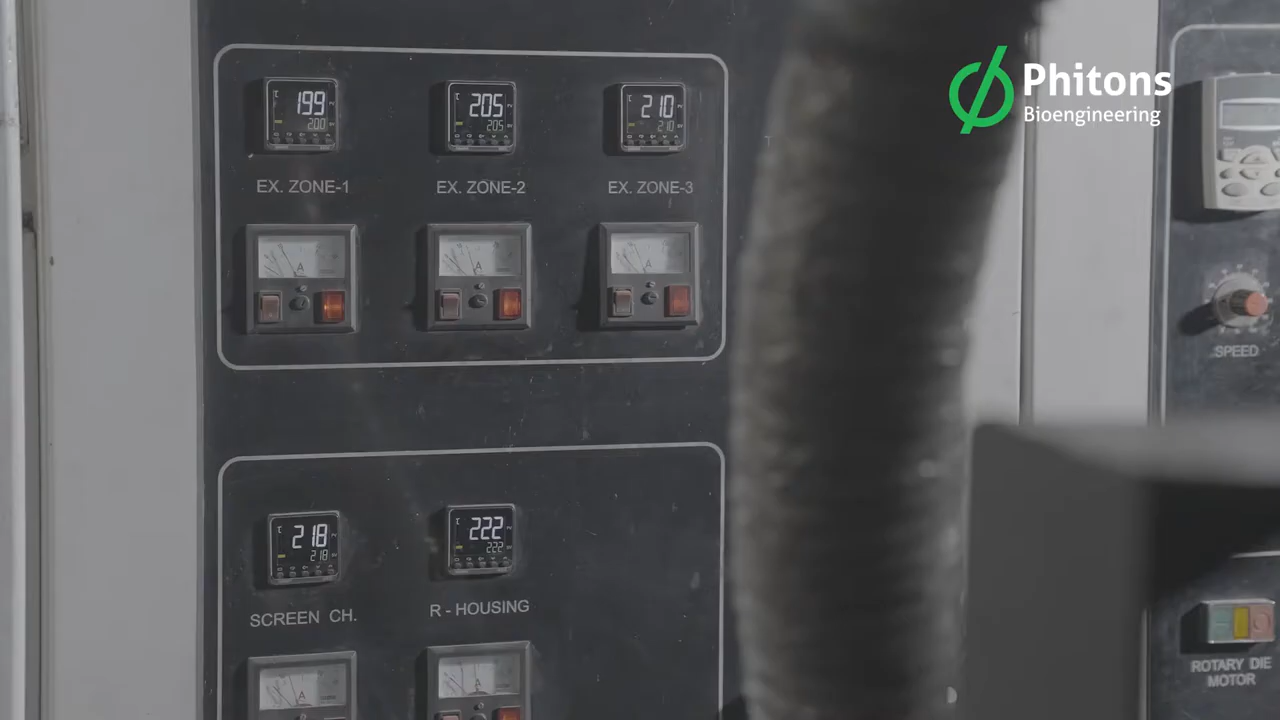 Phitons
Bioengineering
199
200
205
205
210
210
EX. ZONE-1
EX. ZONE-2
EX. ZONE-3
A
A
A
SPEED
218
218
222
222
SCREEN CH.
R - HOUSING
A
ROTARY DIE
MOTOR